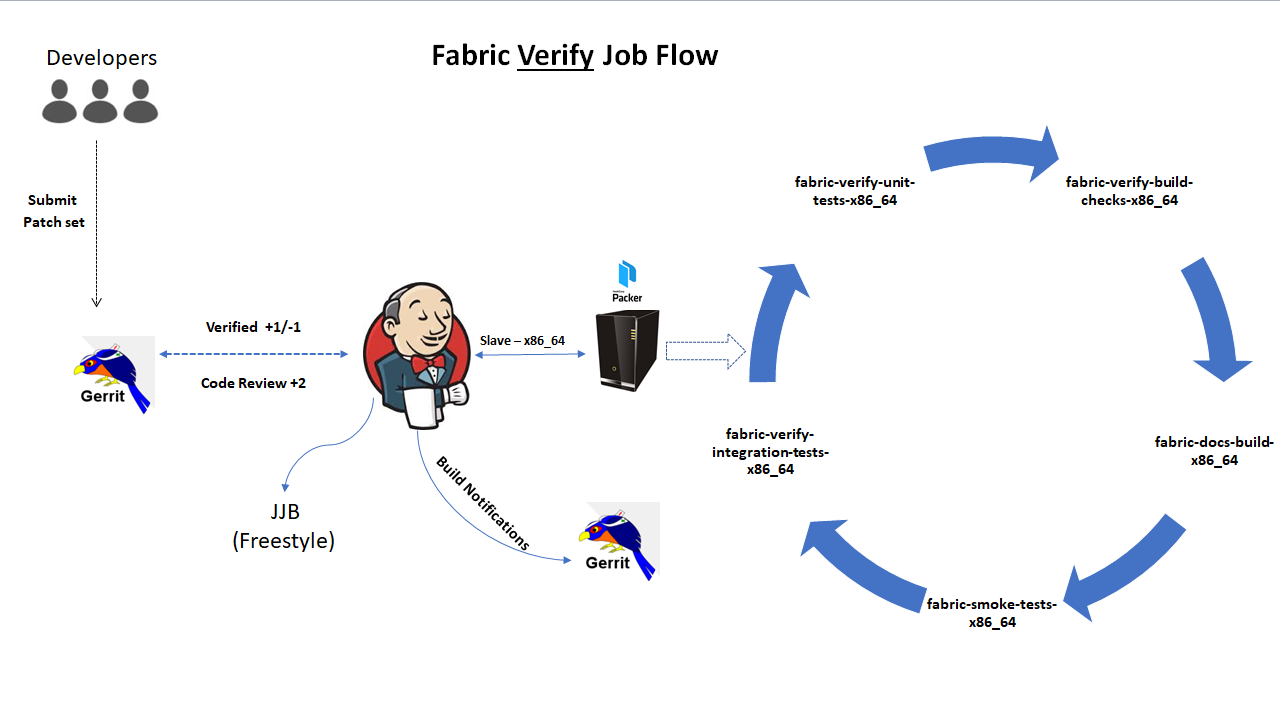 Fabric Verify Job Flow
Developers
Submit
Patch set
Gerrit
Verified  +1/-1
Code Review +2
Slave – x86_64
Packer
JJB
(Freestyle)
Build Notifications
Gerrit
fabric-verify-unit-
tests-x86_64
fabric-verify-build-
checks-x86_64
fabric-docs-build-
x86_64
fabric-smoke-tests-
x86_64
fabric-verify-
integration-tests-
x86_64